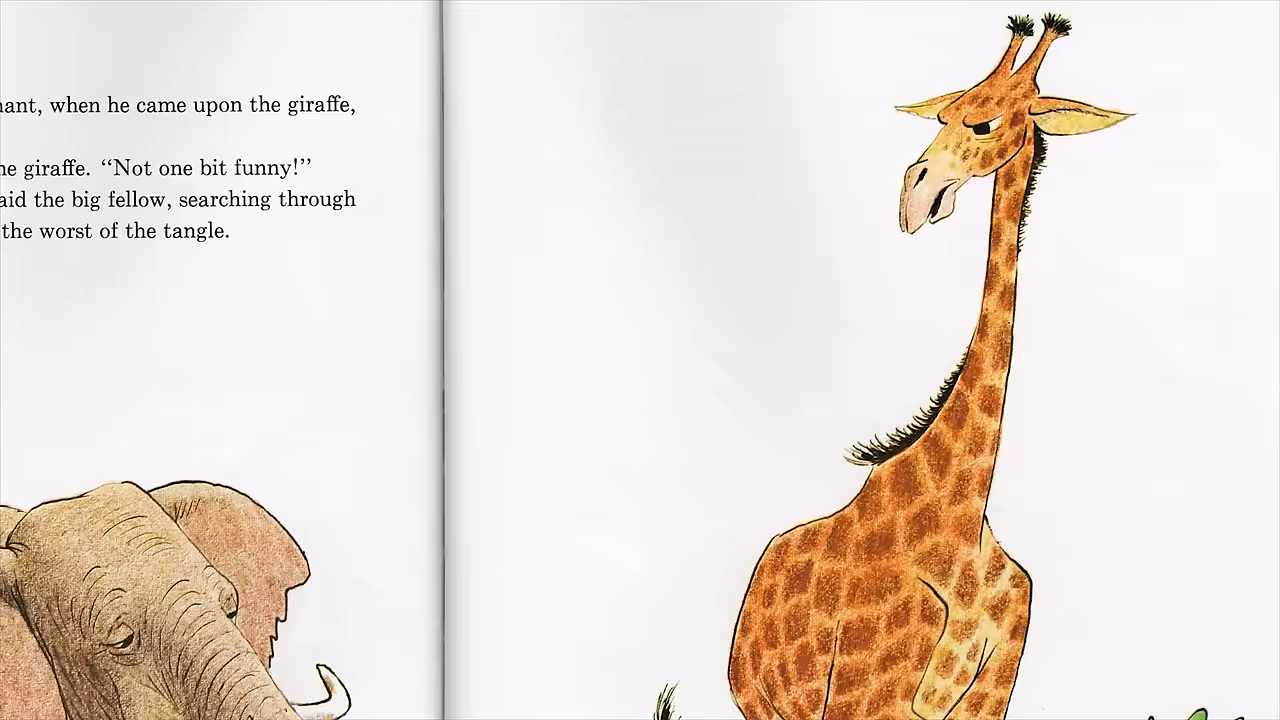 ant, when he came upon the giraffe,
he giraffe. “Not one bit funny!”
aid the big fellow, searching through
the worst of the tangle.